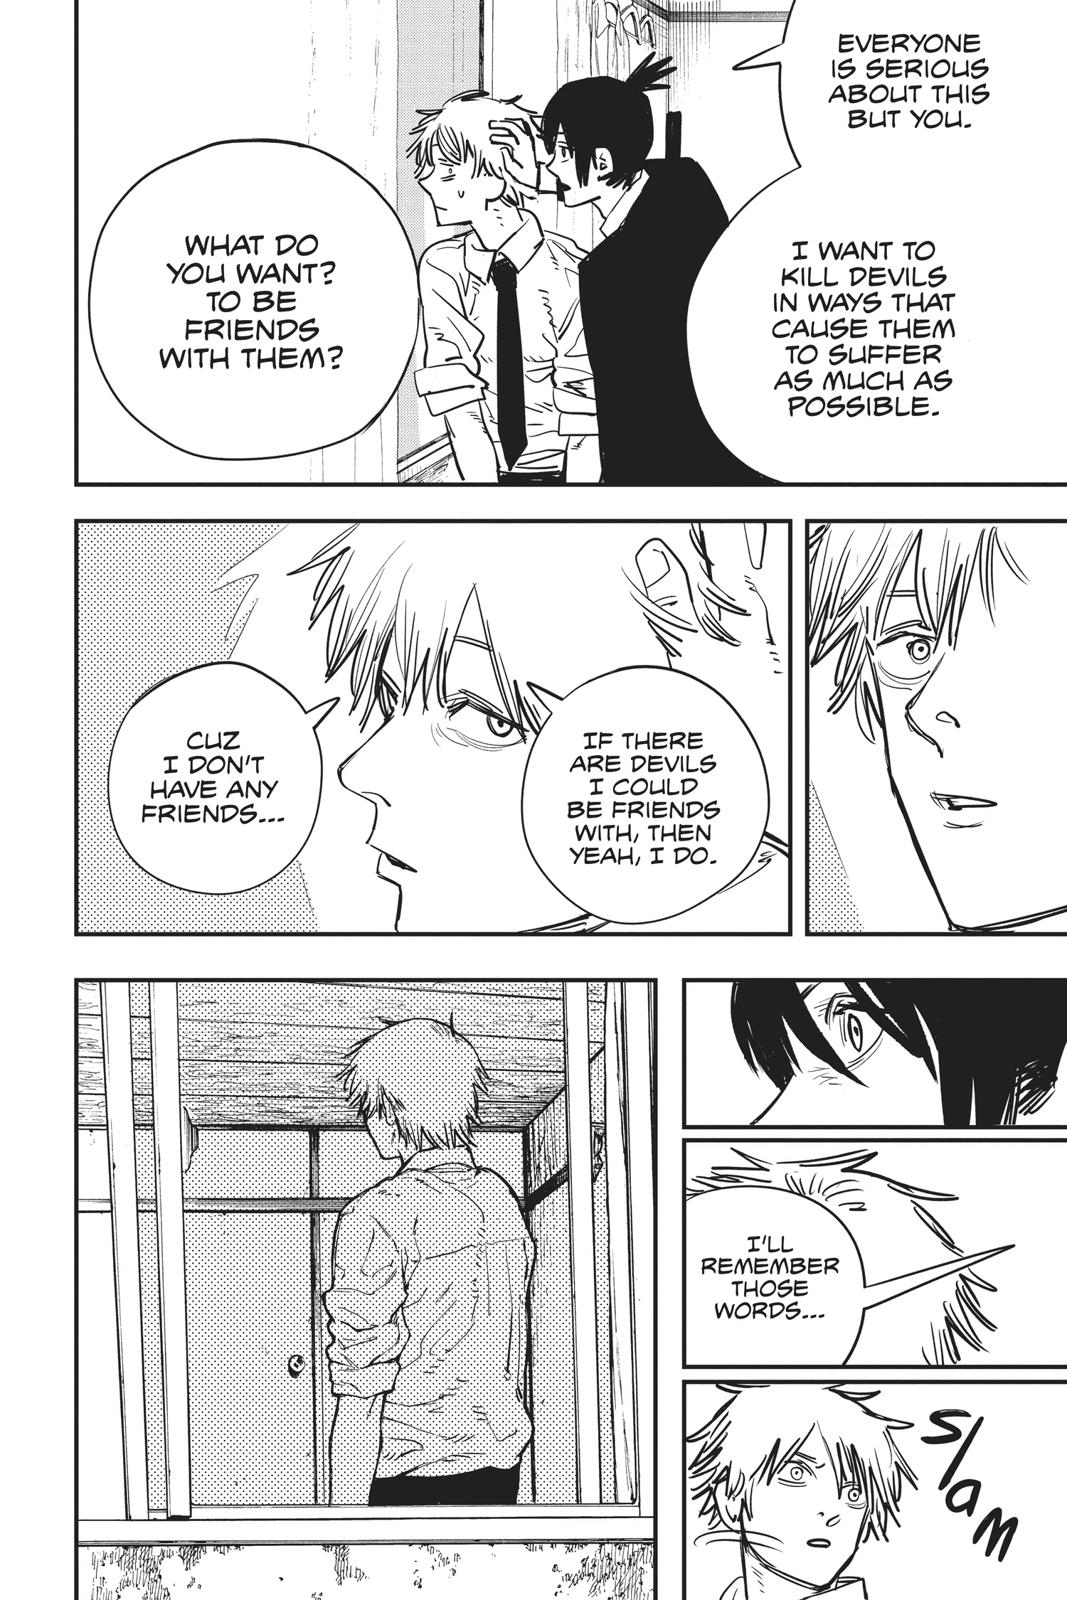 EVERYONE
IS SERIOUS
ABOUT THIS
BUT YOU.
I WANT TO
KILL DEVILS
IN WAYS THAT
CAUSE THEM
TO SUFFER
AS MUCH AS
POSSIBLE.
WHAT DO
YOU WANT?
TO BE
FRIENDS
WITH THEM?
IF THERE
ARE DEVILS
I COULD
BE FRIENDS
WITH, THEN
YEAH, I DO.
CUZ
I DON'T
HAVE ANY
FRIENDS...
I'LL
REMEMBER
THOSE
WORDS...
SlaM